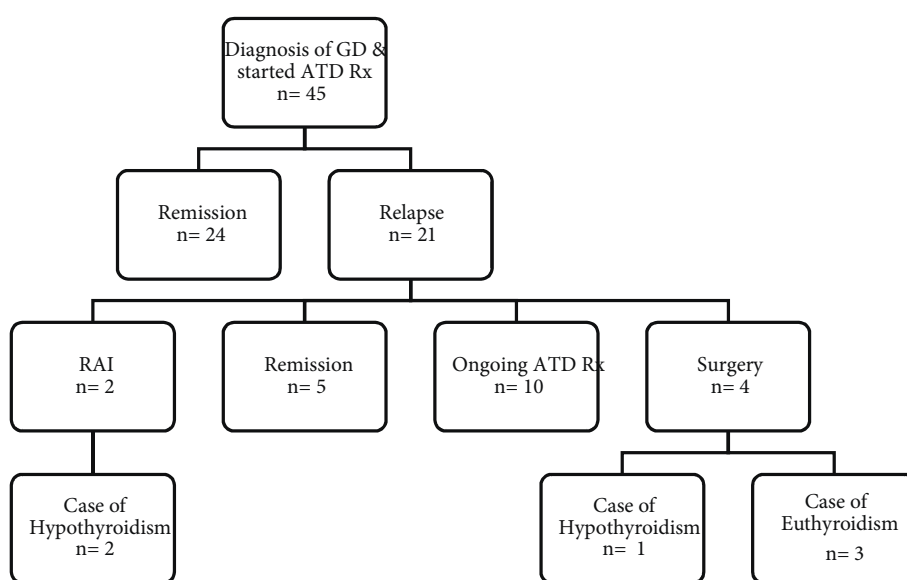 Diagnosis of GD &
started ATD Rx
n= 45
Remission
n= 24
Relapse
n= 21
RAI
n= 2
Remission
n= 5
Ongoing ATD Rx
n= 10
Surgery
n= 4
Case of
Hypothyroidism
n= 2
Case of
Hypothyroidism
n= 1
Case of
Euthyroidism
n= 3